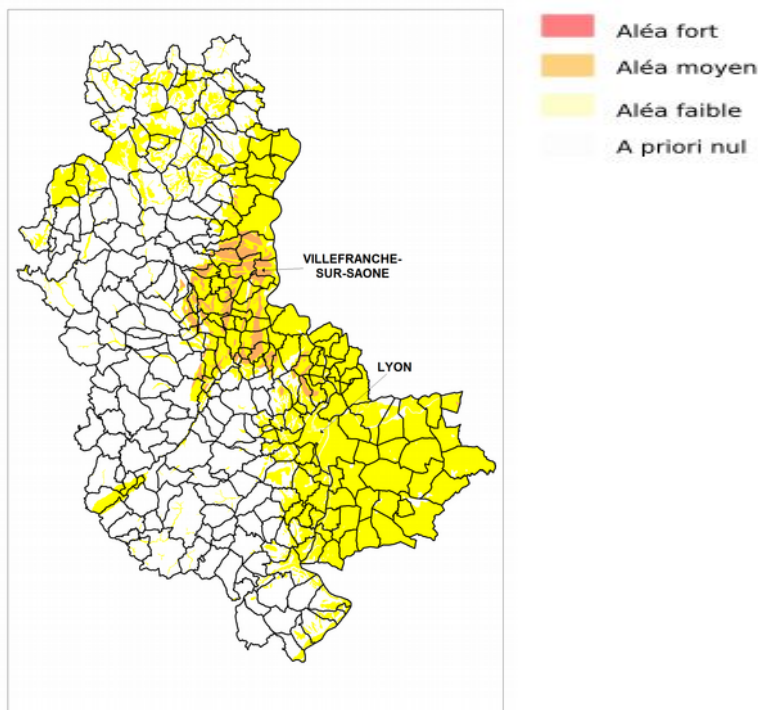 Aléa fort
Aléa moyen
Aléa faible
A priori nul
VILLEFRANCHE-
SUR-SAONE
LYON